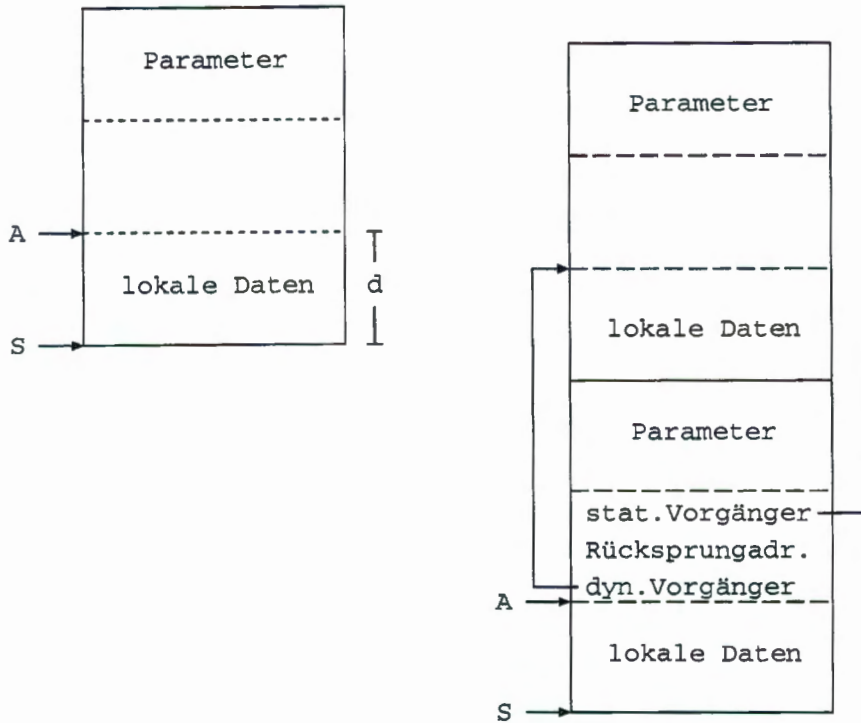 Parameter
A
lokale Daten
d
S
Parameter
lokale Daten
Parameter
stat.Vorgänger
Rücksprungadr.
dyn.Vorgänger
A
lokale Daten
S